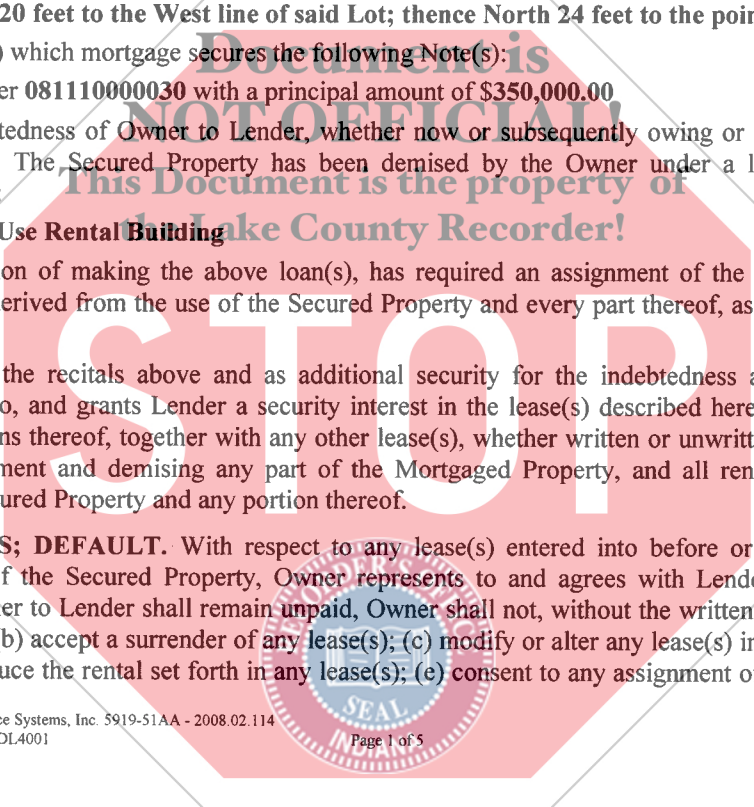 20 feet to the West line of said Lot; thence North 24 feet to the poin
) which mortgage secures the following Note(s):
Document is
er 081110000030 with a principal amount of $350,000.00
NOT OFFICIAL!
tedness of Owner to Lender, whether now or subsequently owing or
. The Secured Property has been demised by the Owner under a l
This Document is the property of
the Lake County Recorder!
Use Rental Building
on of making the above loan(s), has required an assignment of the
erived from the use of the Secured Property and every part thereof, as
STOP
the recitals above and as additional security for the indebtedness a
o, and grants Lender a security interest in the lease(s) described here
ns thereof, together with any other lease(s), whether written or unwritt
ment and demising any part of the Mortgaged Property, and all ren
ured Property and any portion thereof.
S; DEFAULT. With respect to any lease(s) entered into before or
f the Secured Property, Owner represents to and agrees with Lende
er to Lender shall remain unpaid, Owner shall not, without the written
b) accept a surrender of any lease(s); (c) modify or alter any lease(s) in
uce the rental set forth in any lease(s); (e) consent to any assignment o
RECORDER'S OFFICE
SEAL
INDIANA
ce Systems, Inc. 5919-51AA - 2008.02.114
OL4001
Page 1 of 5